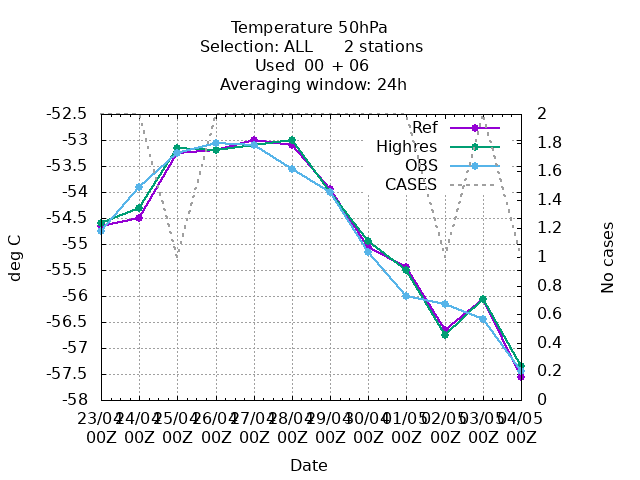 Temperature 50hPa
Selection: ALL 2 stations
Used 00 + 06
Averaging window: 24h
Ref
Highres
OBS
CASES
deg C
-52.5
-53
-53.5
-54
-54.5
-55
-55.5
-56
-56.5
-57
-57.5
-58
2
1.8
1.6
1.4
1.2
1
0.8
0.6
0.4
0.2
0
No cases
23/04 24/04 25/04 26/04 27/04 28/04 29/04 30/04 01/05 02/05 03/05 04/05
00Z 00Z 00Z 00Z 00Z 00Z 00Z 00Z 00Z 00Z 00Z 00Z
Date